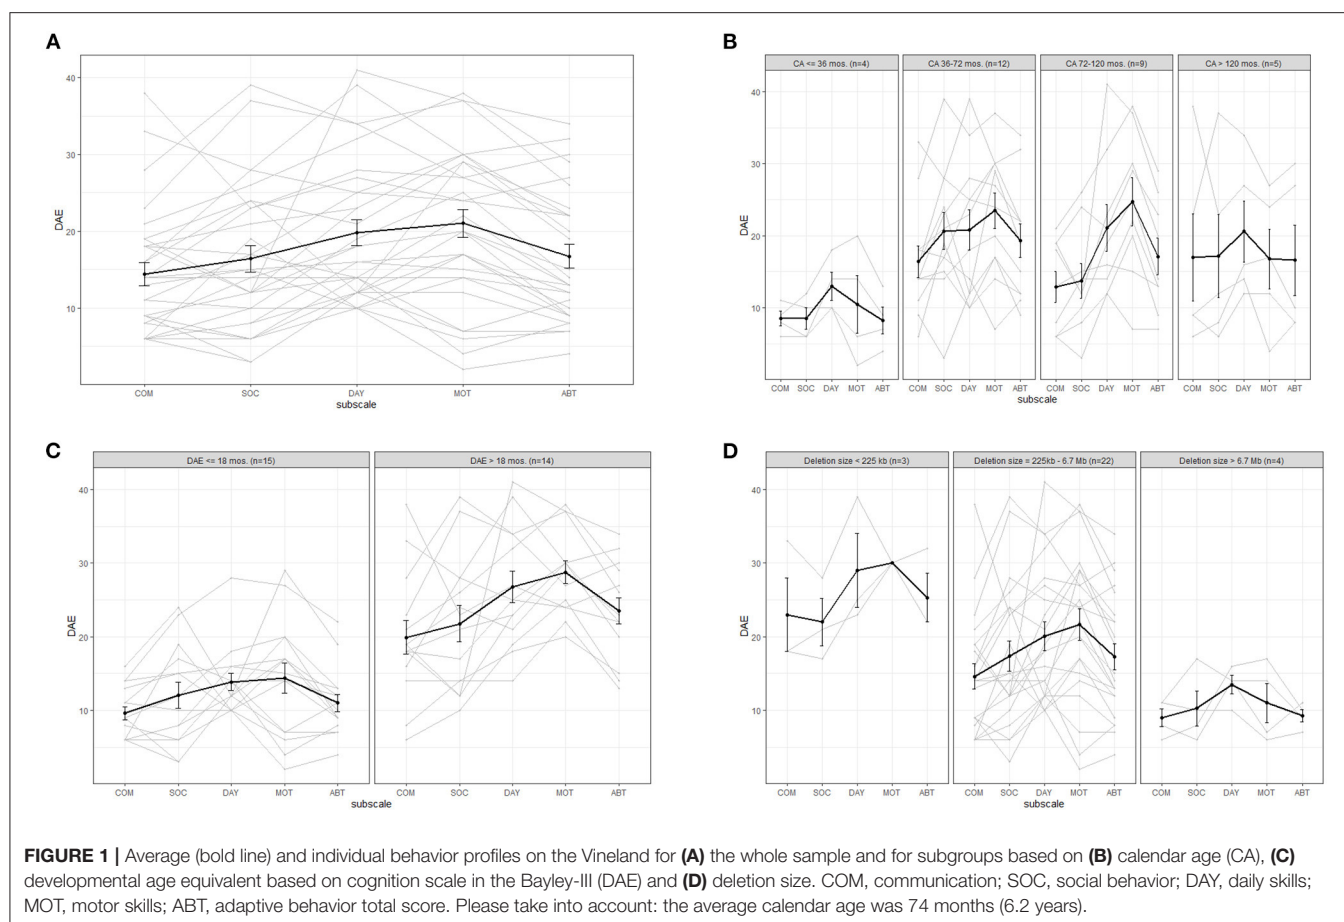 A
DAE
40
30
20
10
COM SOC DAY MOT ABT
subscale
B
CA <= 36 mos. (n=4) CA 36-72 mos. (n=12) CA 72-120 mos. (n=9) CA > 120 mos. (n=5)
DAE
40
30
20
10
COM SOC DAY MOT ABT COM SOC DAY MOT ABT COM SOC DAY MOT ABT COM SOC DAY MOT ABT
subscale
C
DAE <= 18 mos. (n=15) DAE > 18 mos. (n=14)
DAE
40
30
20
10
COM SOC DAY MOT ABT COM SOC DAY MOT ABT
subscale
D
Deletion size < 225 kb (n=3) Deletion size = 225kb - 6.7 Mb (n=22) Deletion size > 6.7 Mb (n=4)
DAE
40
30
20
10
COM SOC DAY MOT ABT COM SOC DAY MOT ABT COM SOC DAY MOT ABT
subscale
FIGURE 1 | Average (bold line) and individual behavior profiles on the Vineland for (A) the whole sample and for subgroups based on (B) calendar age (CA), (C)
developmental age equivalent based on cognition scale in the Bayley-III (DAE) and (D) deletion size. COM, communication; SOC, social behavior; DAY, daily skills;
MOT, motor skills; ABT, adaptive behavior total score. Please take into account: the average calendar age was 74 months (6.2 years).